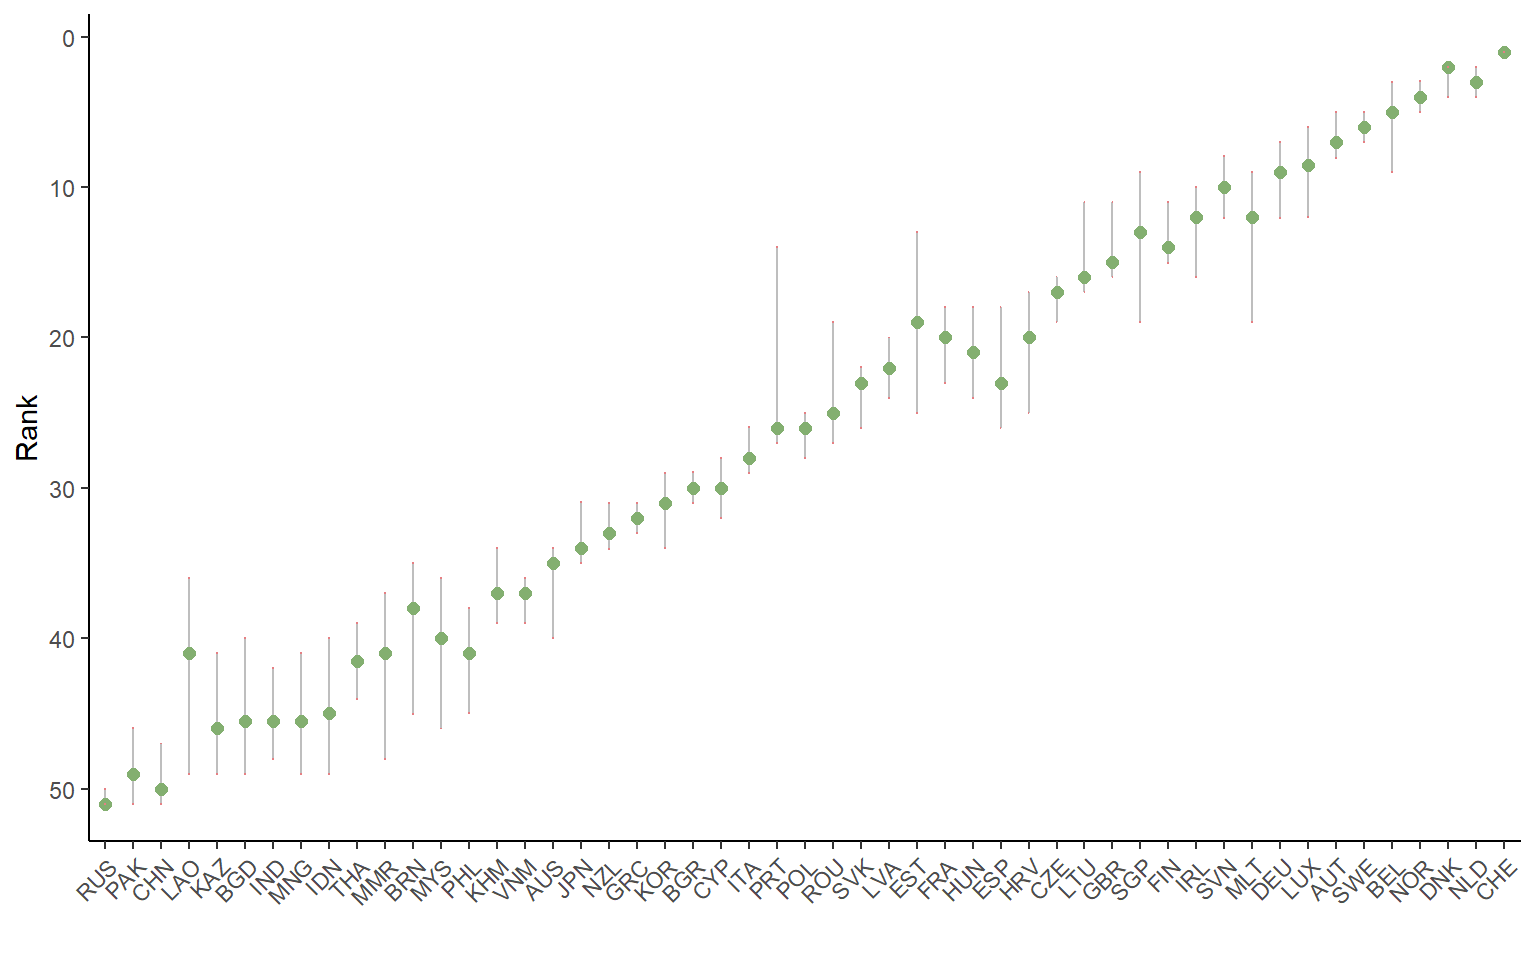 0
10
20
30
40
50
Rank
RUS
PAK
CHN
LAO
KAZ
BGD
IND
MNG
IDN
THA
MMR
BRN
MYS
PHL
KHM
VNM
AUS
JPN
NZL
GRC
KOR
BGR
CYP
ITA
PRT
POL
ROU
SVK
LVA
EST
FRA
HUN
ESP
HRV
CZE
LTU
GBR
SGP
FIN
IRL
SVN
MLT
DEU
LUX
AUT
SWE
BEL
NOR
DNK
NLD
CHE